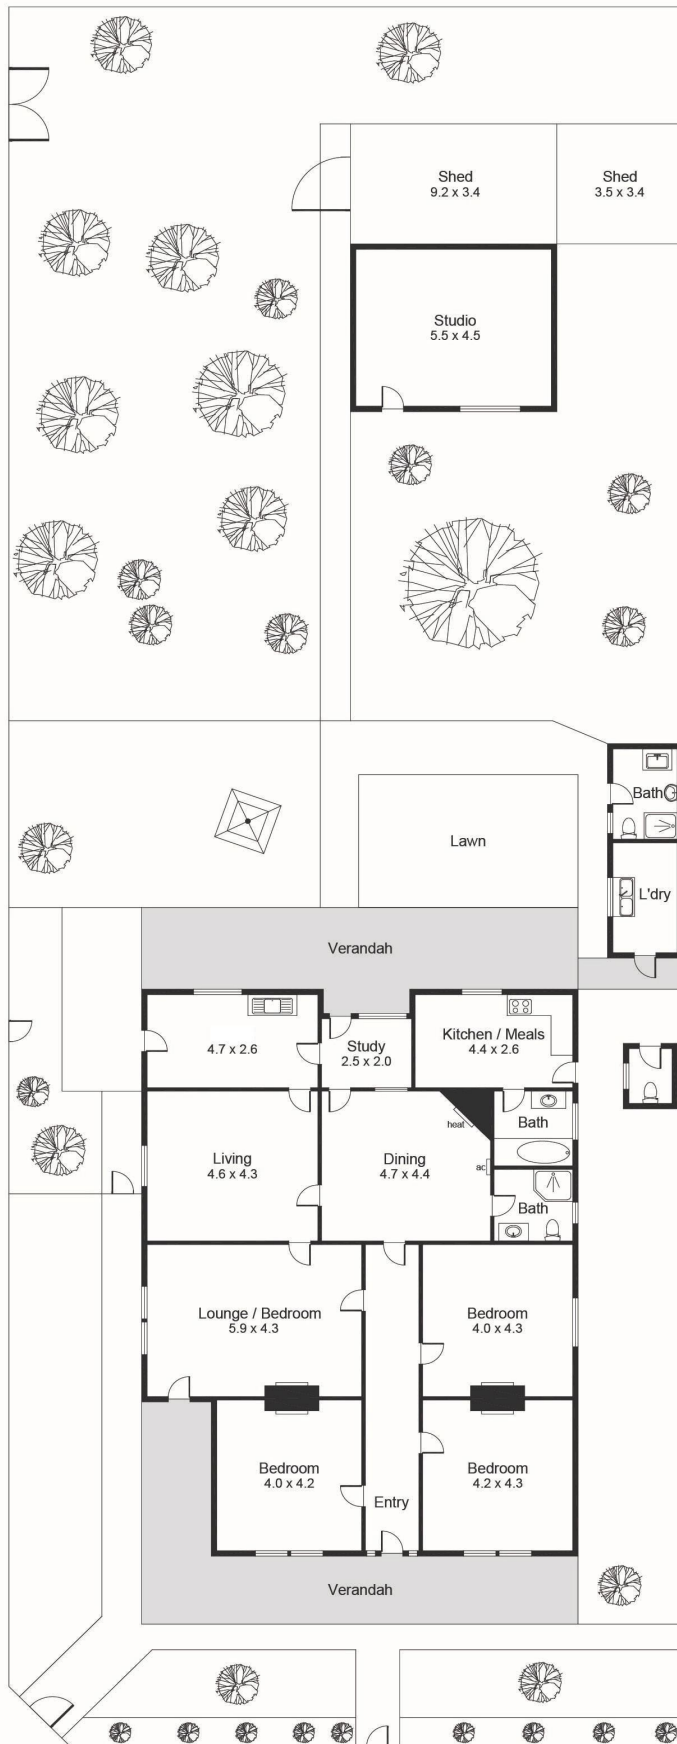 Shed
9.2 x 3.4
Shed
3.5 x 3.4
Studio
5.5 x 4.5
Bath
Lawn
L'dry
Verandah
4.7 x 2.6
Study
2.5 x 2.0
Kitchen / Meals
4.4 x 2.6
heat
Bath
Living
4.6 x 4.3
Dining
4.7 x 4.4
ac
Bath
Lounge / Bedroom
5.9 x 4.3
Bedroom
4.0 x 4.3
Bedroom
4.0 x 4.2
Bedroom
4.2 x 4.3
Entry
Verandah